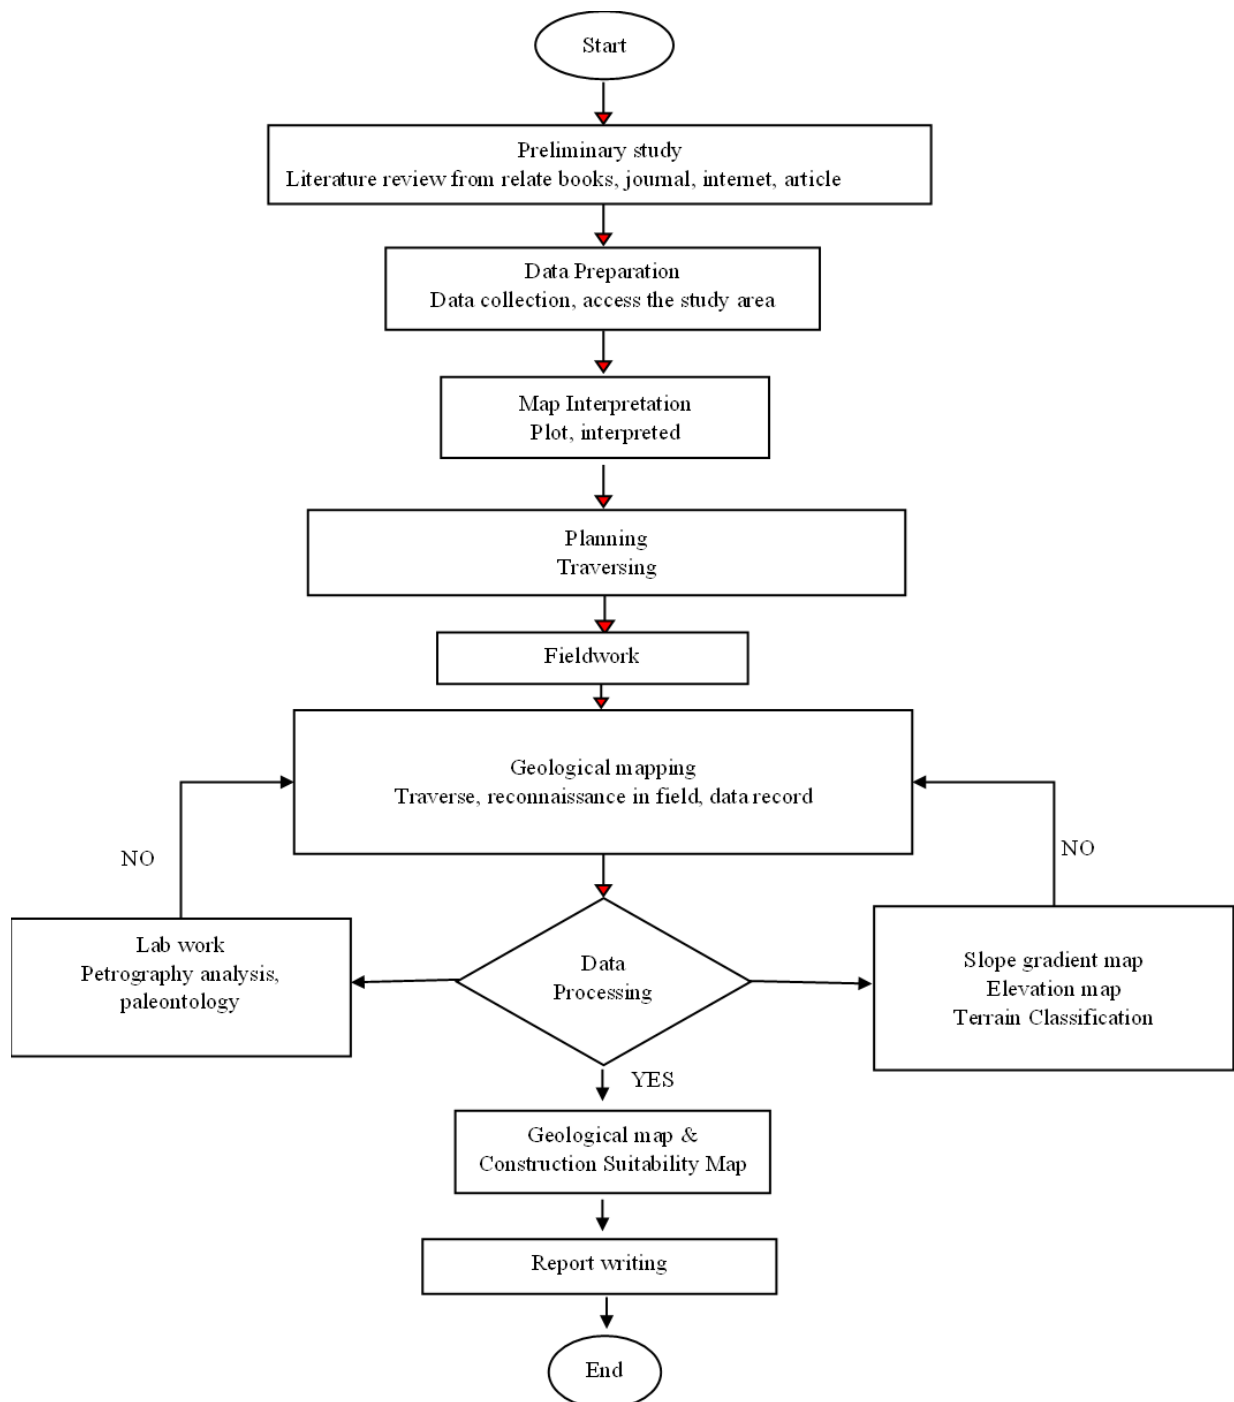 Start
Preliminary study
Literature review from relate books, journal, internet, article
Data Preparation
Data collection, access the study area
Map Interpretation
Plot, interpreted
Planning
Traversing
Fieldwork
Geological mapping
Traverse, reconnaissance in field, data record
NO
NO
Lab work
Petrography analysis,
paleontology
Data
Processing
Slope gradient map
Elevation map
Terrain Classification
YES
Geological map &
Construction Suitability Map
Report writing
End